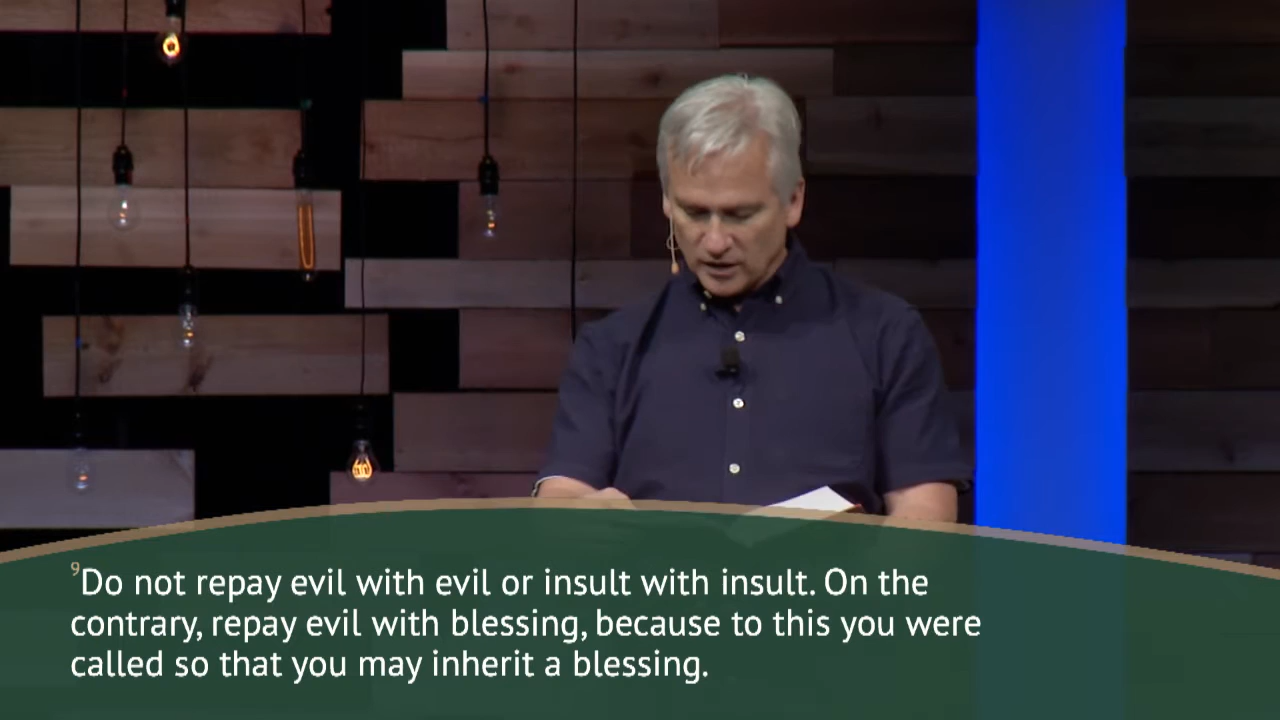 ⁹Do not repay evil with evil or insult with insult. On the
contrary, repay evil with blessing, because to this you were
called so that you may inherit a blessing.